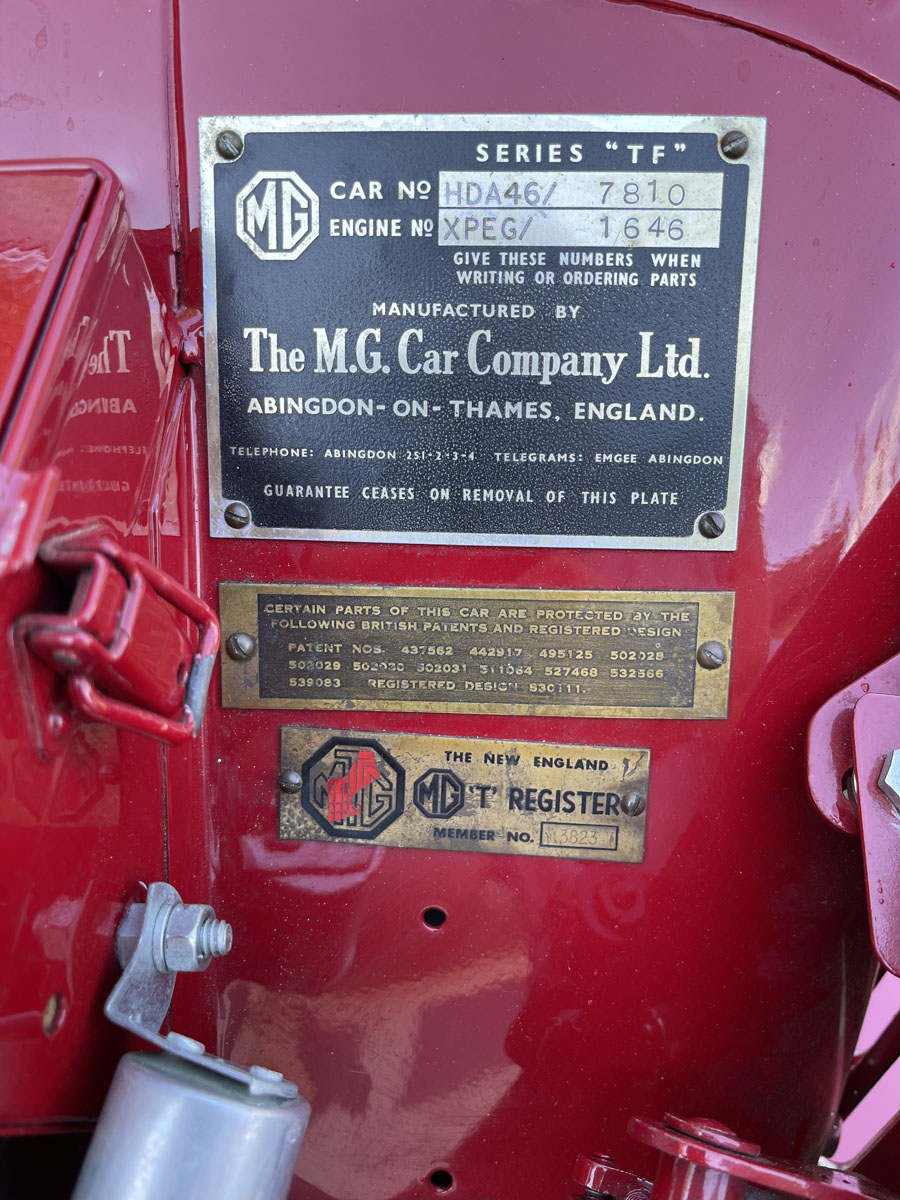 SERIES "TF"
MG
CAR Nº HDA46/ 7810
ENGINE Nº XPEG/ 1646
GIVE THESE NUMBERS WHEN
WRITING OR ORDERING PARTS
MANUFACTURED BY
The M.G. Car Company Ltd.
ABINGDON-ON-THAMES, ENGLAND.
TELEPHONE: ABINGDON 251-2-3-4 TELEGRAMS: EMGEE ABINGDON
GUARANTEE CEASES ON REMOVAL OF THIS PLATE
CERTAIN PARTS OF THIS CAR ARE PROTECTED BY THE
FOLLOWING BRITISH PATENTS AND REGISTERED DESIGN
PATENT NOS. 437562 442917 495125 502028
502029 502030 502031 511064 527468 532566
539083 REGISTERED DESIGN
THE NEW ENGLAND
MG 'T' REGISTER
MEMBER NO.